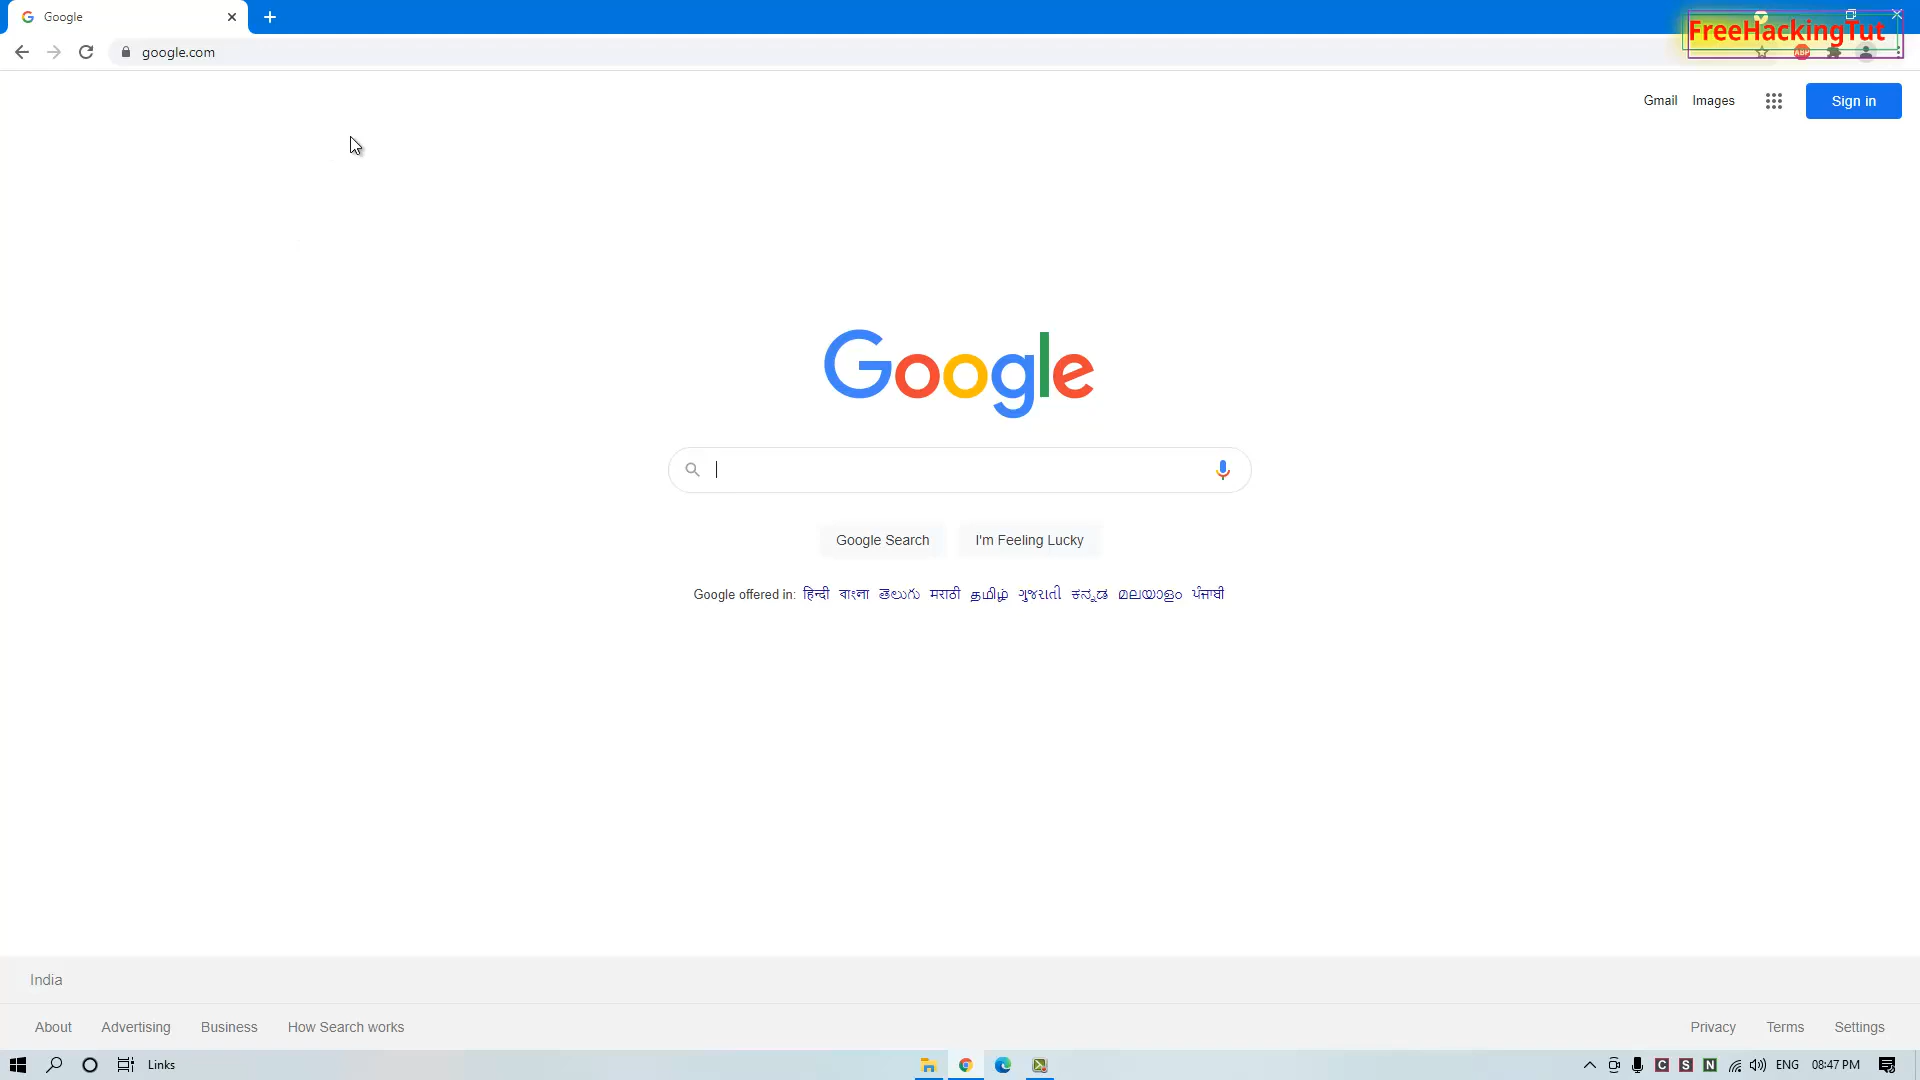 Google
FreeHackingTut
google.com
ABP
Gmail Images Sign in
Google
Google Search I'm Feeling Lucky
Google offered in: हिन्दी বাংলা తెలుగు मराठी தமிழ் ગુજરાતી ಕನ್ನಡ മലയാളം ਪੰਜਾਬੀ
India
About Advertising Business How Search works Privacy Terms Settings
Links C S N ENG 08:47 PM